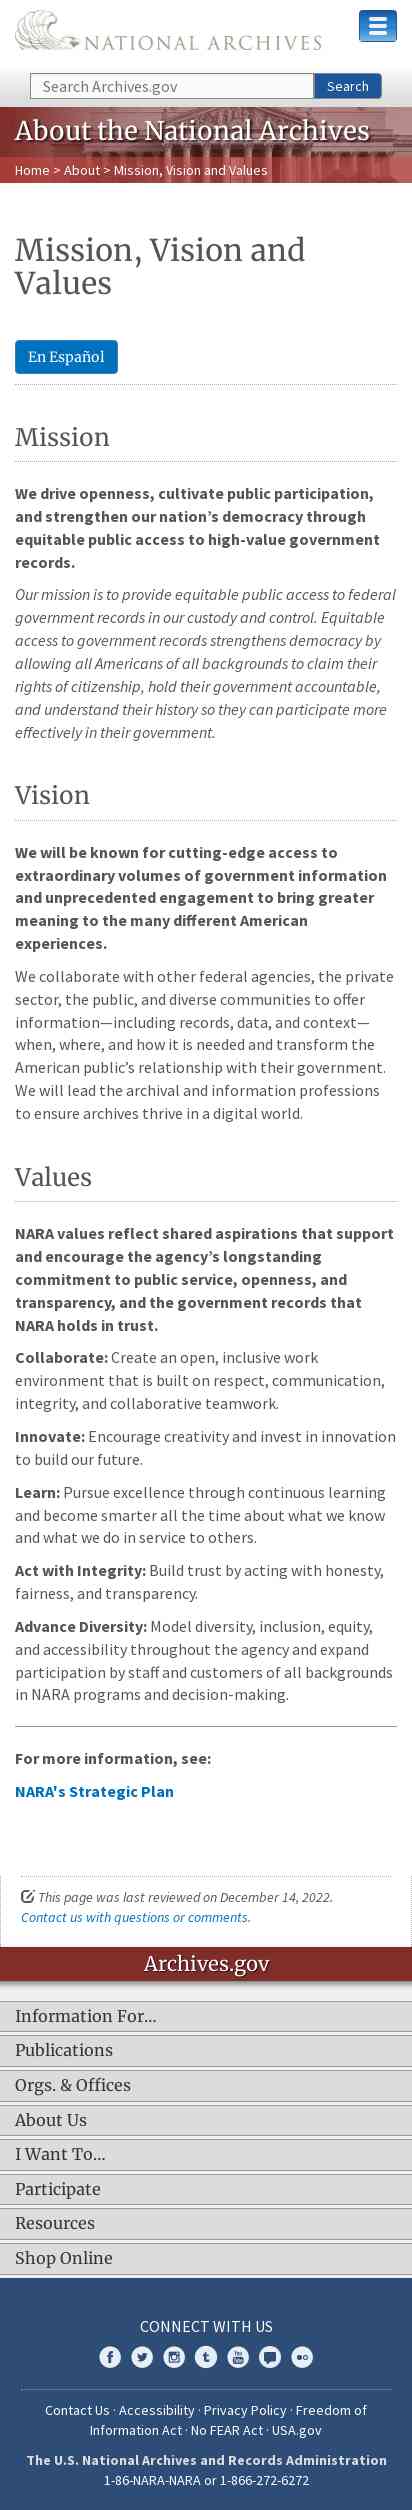 NATIONAL ARCHIVES
Search Archives.gov
Search
About the National Archives
Home > About > Mission, Vision and Values
Mission, Vision and
Values
En Español
Mission
We drive openness, cultivate public participation,
and strengthen our nation’s democracy through
equitable public access to high-value government
records.
Our mission is to provide equitable public access to federal
government records in our custody and control. Equitable
access to government records strengthens democracy by
allowing all Americans of all backgrounds to claim their
rights of citizenship, hold their government accountable,
and understand their history so they can participate more
effectively in their government.
Vision
We will be known for cutting-edge access to
extraordinary volumes of government information
and unprecedented engagement to bring greater
meaning to the many different American
experiences.
We collaborate with other federal agencies, the private
sector, the public, and diverse communities to offer
information—including records, data, and context—
when, where, and how it is needed and transform the
American public’s relationship with their government.
We will lead the archival and information professions
to ensure archives thrive in a digital world.
Values
NARA values reflect shared aspirations that support
and encourage the agency’s longstanding
commitment to public service, openness, and
transparency, and the government records that
NARA holds in trust.
Collaborate: Create an open, inclusive work
environment that is built on respect, communication,
integrity, and collaborative teamwork.
Innovate: Encourage creativity and invest in innovation
to build our future.
Learn: Pursue excellence through continuous learning
and become smarter all the time about what we know
and what we do in service to others.
Act with Integrity: Build trust by acting with honesty,
fairness, and transparency.
Advance Diversity: Model diversity, inclusion, equity,
and accessibility throughout the agency and expand
participation by staff and customers of all backgrounds
in NARA programs and decision-making.
For more information, see:
NARA's Strategic Plan
This page was last reviewed on December 14, 2022.
Contact us with questions or comments.
Archives.gov
Information For…
Publications
Orgs. & Offices
About Us
I Want To…
Participate
Resources
Shop Online
CONNECT WITH US
Contact Us · Accessibility · Privacy Policy · Freedom of
Information Act · No FEAR Act · USA.gov
The U.S. National Archives and Records Administration
1-86-NARA-NARA or 1-866-272-6272